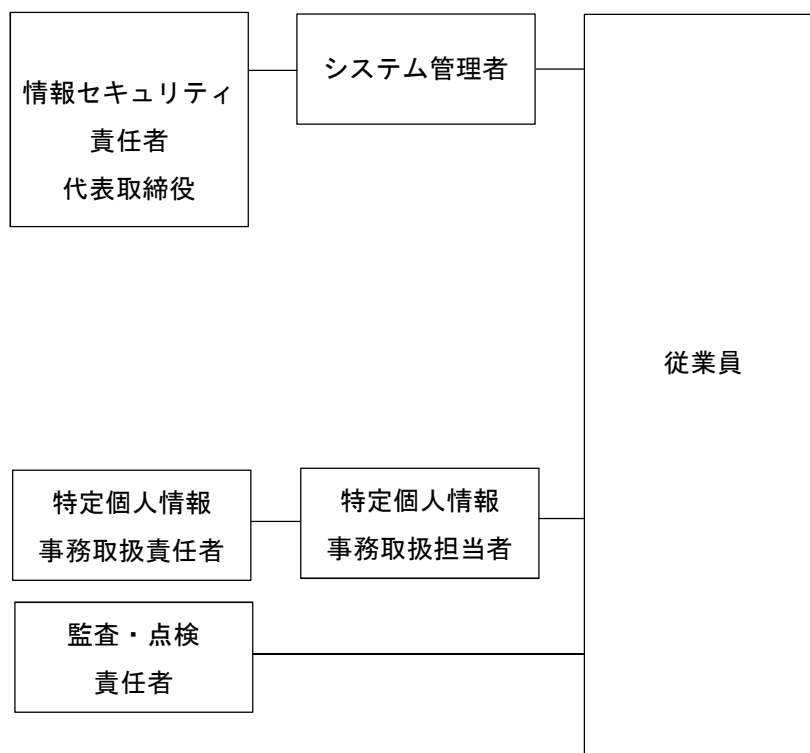 情報セキュリティ
責任者
代表取締役
システム管理者
従業員
特定個人情報
事務取扱責任者
特定個人情報
事務取扱担当者
監査・点検
責任者